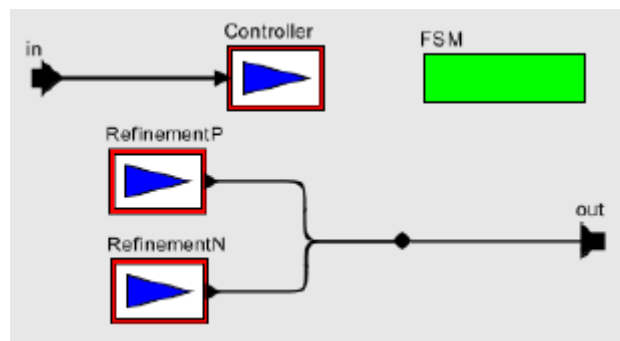 Controller
FSM
in
RefinementP
out
RefinementN